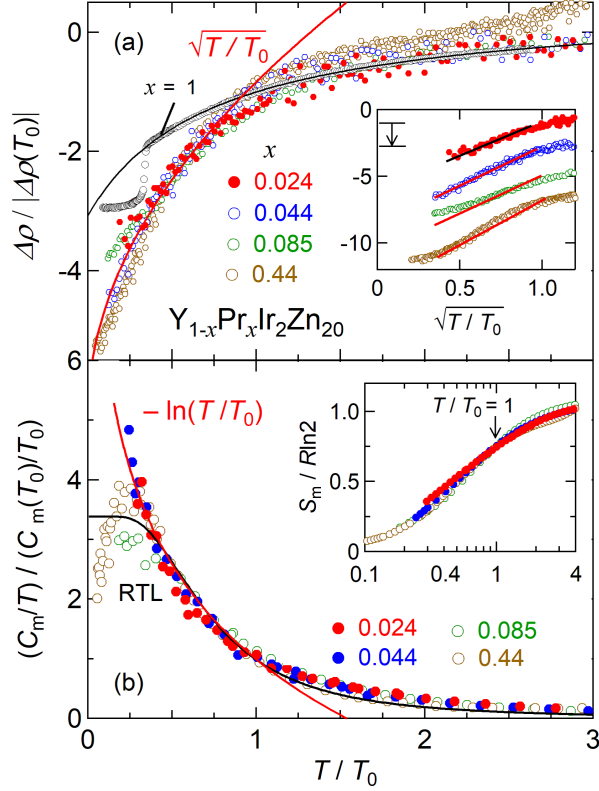 0
(a)
√T / T₀
x = 1
-2
Δρ / |Δρ(T₀)|
x
0.024
0.044
0.085
0.44
-4
Y₁₋ₓPrₓIr₂Zn₂₀
0
-5
-10
0
0.5
1.0
√T / T₀
6
− ln(T /T₀)
4
(C_m/T) / (C_m(T₀)/T₀)
RTL
2
(b)
0
T / T₀ = 1
1.0
S_m / Rln2
0.5
0
0.1
1
4
0.024
0.085
0.044
0.44
0
1
2
3
T / T₀